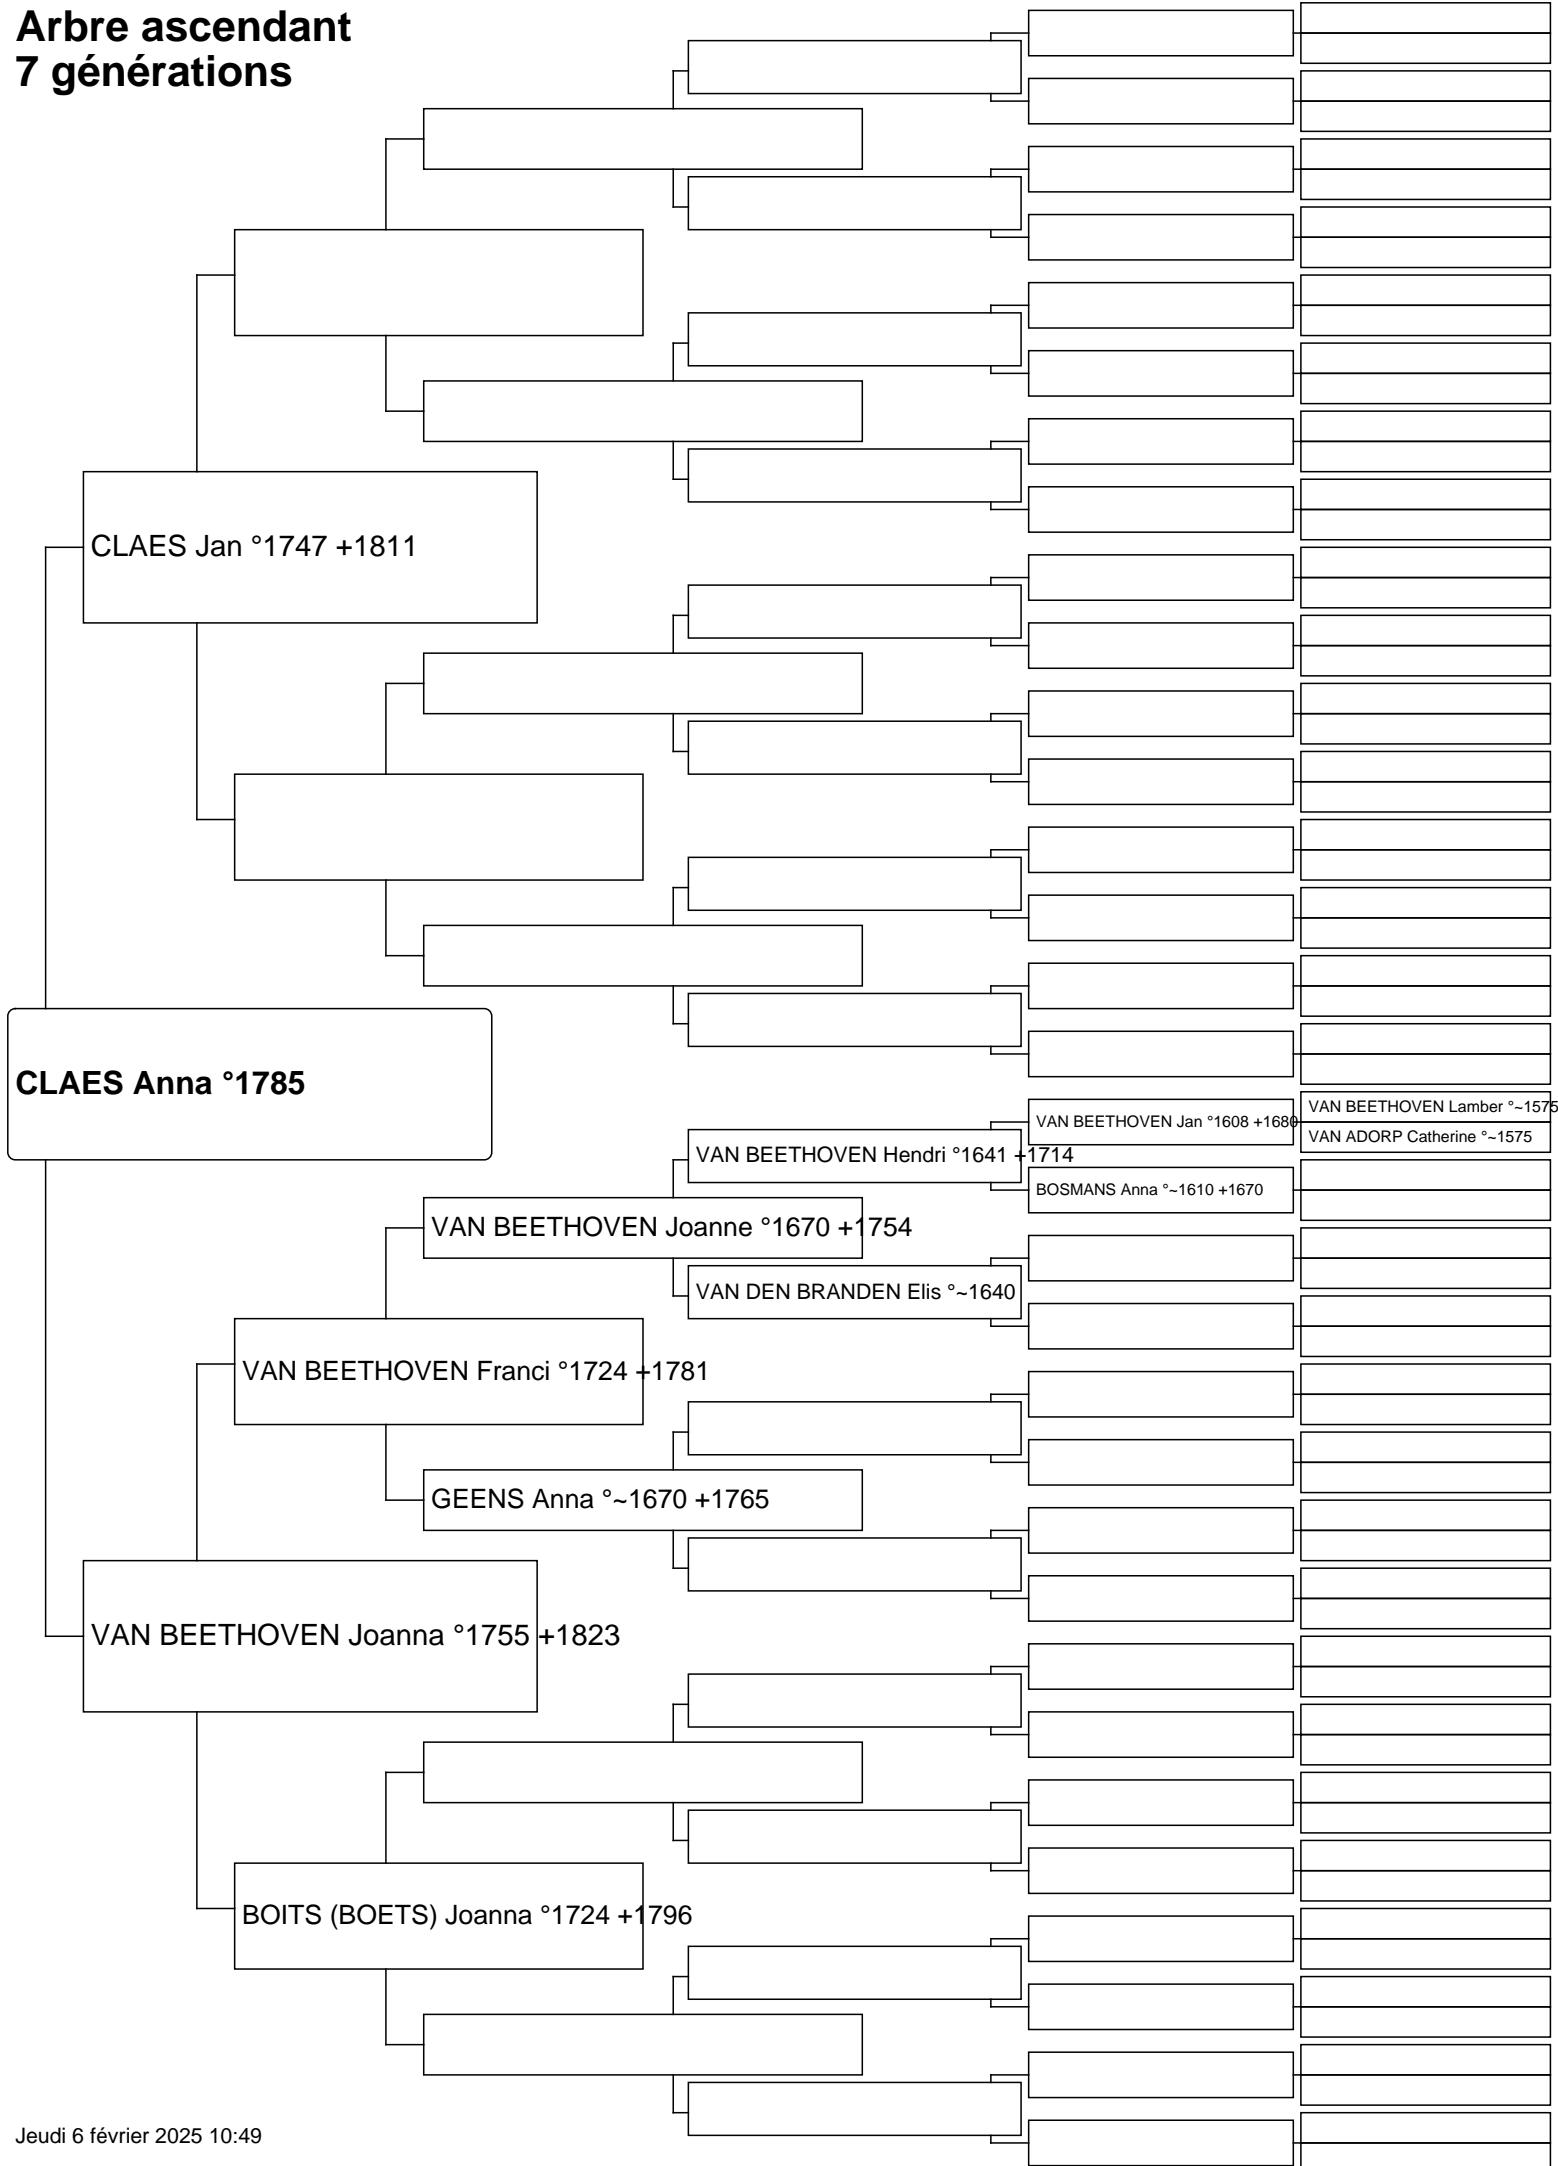 Arbre ascendant
7 générations
CLAES Jan °1747 +1811
CLAES Anna °1785
VAN BEETHOVEN Lamber °~1575
VAN BEETHOVEN Jan °1608 +1680
VAN ADORP Catherine °~1575
VAN BEETHOVEN Hendri °1641 +1714
BOSMANS Anna °~1610 +1670
VAN BEETHOVEN Joanne °1670 +1754
VAN DEN BRANDEN Elis °~1640
VAN BEETHOVEN Franci °1724 +1781
GEENS Anna °~1670 +1765
VAN BEETHOVEN Joanna °1755 +1823
BOITS (BOETS) Joanna °1724 +1796
Jeudi 6 février 2025 10:49